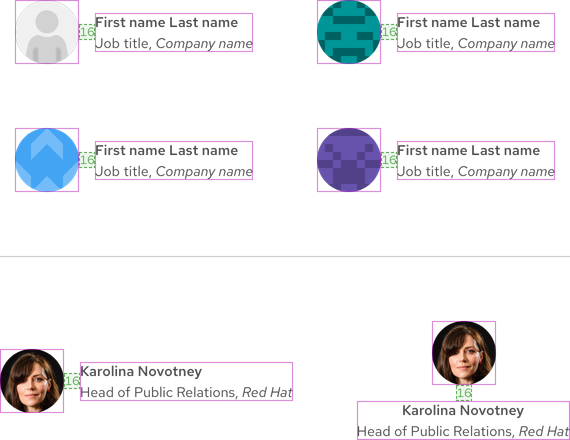 First name Last name
16
Job title, Company name
First name Last name
16
Job title, Company name
First name Last name
16
Job title, Company name
First name Last name
16
Job title, Company name
Karolina Novotney
16
Head of Public Relations, Red Hat
16
Karolina Novotney
Head of Public Relations, Red Hat